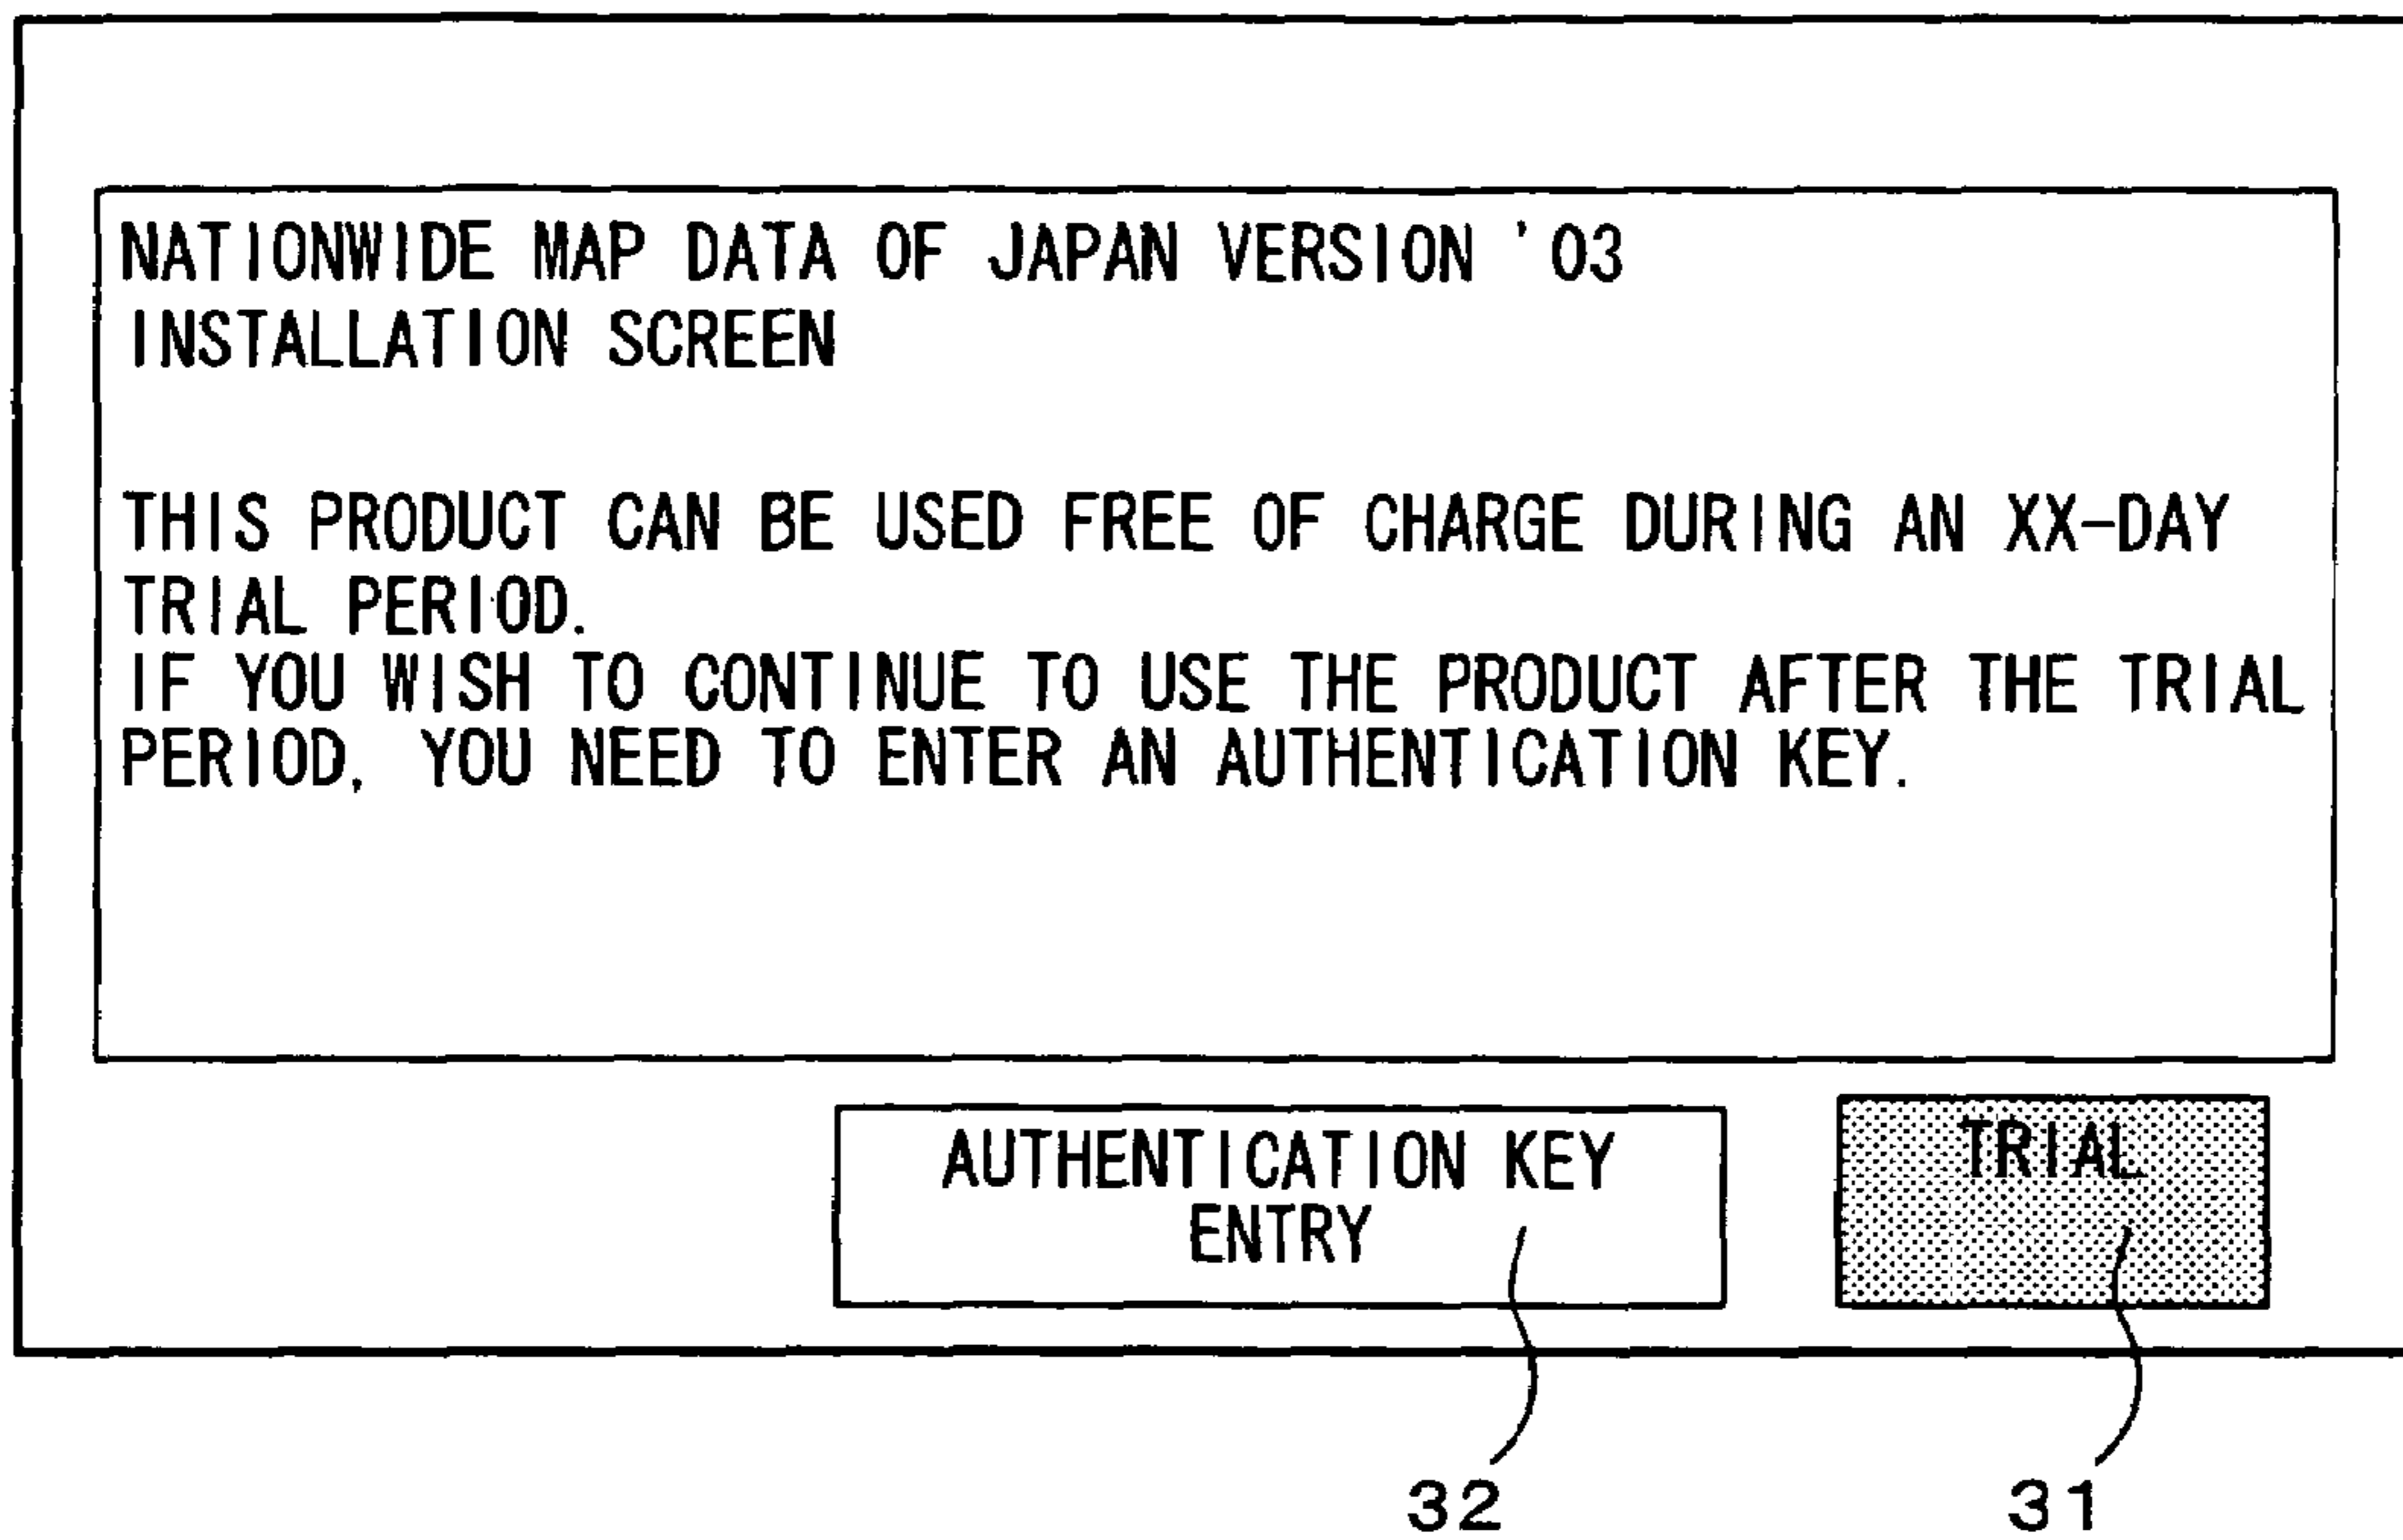 NATIONWIDE MAP DATA OF JAPAN VERSION '03
INSTALLATION SCREEN
THIS PRODUCT CAN BE USED FREE OF CHARGE DURING AN XX-DAY
TRIAL PERIOD.
IF YOU WISH TO CONTINUE TO USE THE PRODUCT AFTER THE TRIAL
PERIOD, YOU NEED TO ENTER AN AUTHENTICATION KEY.
AUTHENTICATION KEY
ENTRY
TRIAL
32
31